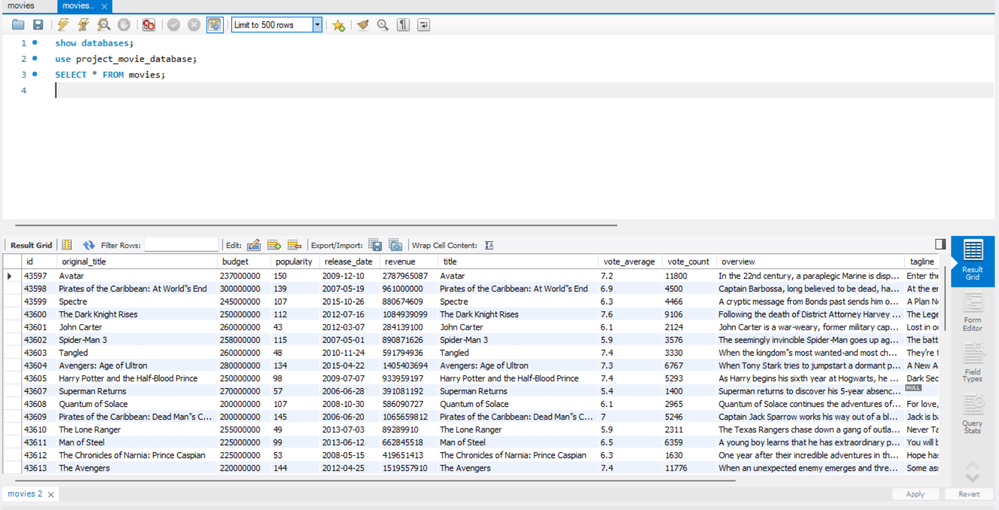 movies movies..
Limit to 500 rows
1 show databases;
2 use project_movie_database;
3 SELECT * FROM movies;
4
Result Grid Filter Rows: Edit: Export/Import: Wrap Cell Content:
id original_title budget popularity release_date revenue title vote_average vote_count overview tagline
43597 Avatar 237000000 150 2009-12-10 2787965087 Avatar 7.2 11800 In the 22nd century, a paraplegic Marine is disp... Enter the
43598 Pirates of the Caribbean: At World"s End 300000000 139 2007-05-19 961000000 Pirates of the Caribbean: At World"s End 6.9 4500 Captain Barbossa, long believed to be dead, ha... At the er
43599 Spectre 245000000 107 2015-10-26 880674609 Spectre 6.3 4466 A cryptic message from Bonds past sends him o... A Plan N
43600 The Dark Knight Rises 250000000 112 2012-07-16 1084939099 The Dark Knight Rises 7.6 9106 Following the death of District Attorney Harvey ... The Lege
43601 John Carter 260000000 43 2012-03-07 284139100 John Carter 6.1 2124 John Carter is a war-weary, former military cap... Lost in
43602 Spider-Man 3 258000000 115 2007-05-01 890871626 Spider-Man 3 5.9 3576 The seemingly invincible Spider-Man goes up ag... The batt
43603 Tangled 260000000 48 2010-11-24 591794936 Tangled 7.4 3330 When the kingdom"s most wanted-and most ch... They're
43604 Avengers: Age of Ultron 280000000 134 2015-04-22 1405403694 Avengers: Age of Ultron 7.3 6767 When Tony Stark tries to jumpstart a dormant p... A New A
43605 Harry Potter and the Half-Blood Prince 250000000 98 2009-07-07 933959197 Harry Potter and the Half-Blood Prince 7.4 5293 As Harry begins his sixth year at Hogwarts, he ... Dark Sec
43607 Superman Returns 270000000 57 2006-06-28 391081192 Superman Returns 5.4 1400 Superman returns to discover his 5-year absenc... NULL
43608 Quantum of Solace 200000000 107 2008-10-30 586090727 Quantum of Solace 6.1 2965 Quantum of Solace continues the adventures of... For love,
43609 Pirates of the Caribbean: Dead Man"s C... 200000000 145 2006-06-20 1065659812 Pirates of the Caribbean: Dead Man"s C... 7 5246 Captain Jack Sparrow works his way out of a bl... Jack is
43610 The Lone Ranger 255000000 49 2013-07-03 89289910 The Lone Ranger 5.9 2311 The Texas Rangers chase down a gang of outla... Never Ta
43611 Man of Steel 225000000 99 2013-06-12 662845518 Man of Steel 6.5 6359 A young boy learns that he has extraordinary p... You will
43612 The Chronicles of Narnia: Prince Caspian 225000000 53 2008-05-15 419651413 The Chronicles of Narnia: Prince Caspian 6.3 1630 One year after their incredible adventures in th... Hope ha
43613 The Avengers 220000000 144 2012-04-25 1519557910 The Avengers 7.4 11776 When an unexpected enemy emerges and thre... Some as
Result
Grid
Form
Editor
Field
Types
Query
Stats
movies 2 Apply Revert